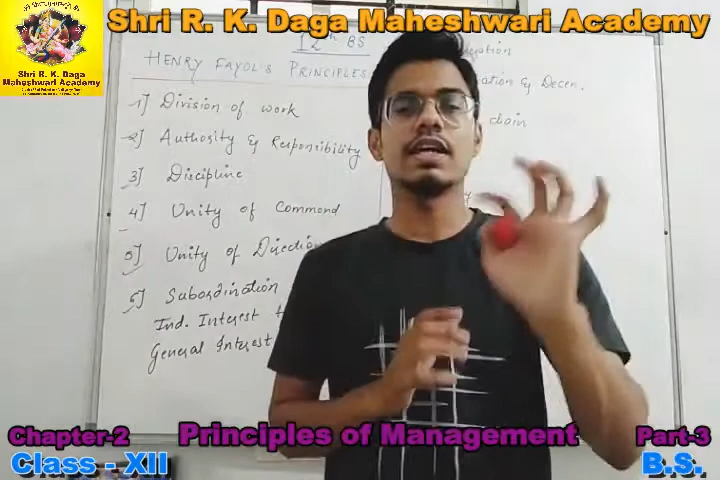 Shri R. K. Daga Maheshwari Academy
Shri R. K. Daga
Maheshwari Academy
12th BS
HENRY FAYOL'S PRINCIPLES
1] Division of work
2] Authority & Responsibility
3] Discipline
4] Unity of Command
5] Unity of Direction
6] Subordination
Ind. Interest
General Interest
& Decen.
chain
Chapter-2 Principles of Management Part-3
Class - XII B.S.